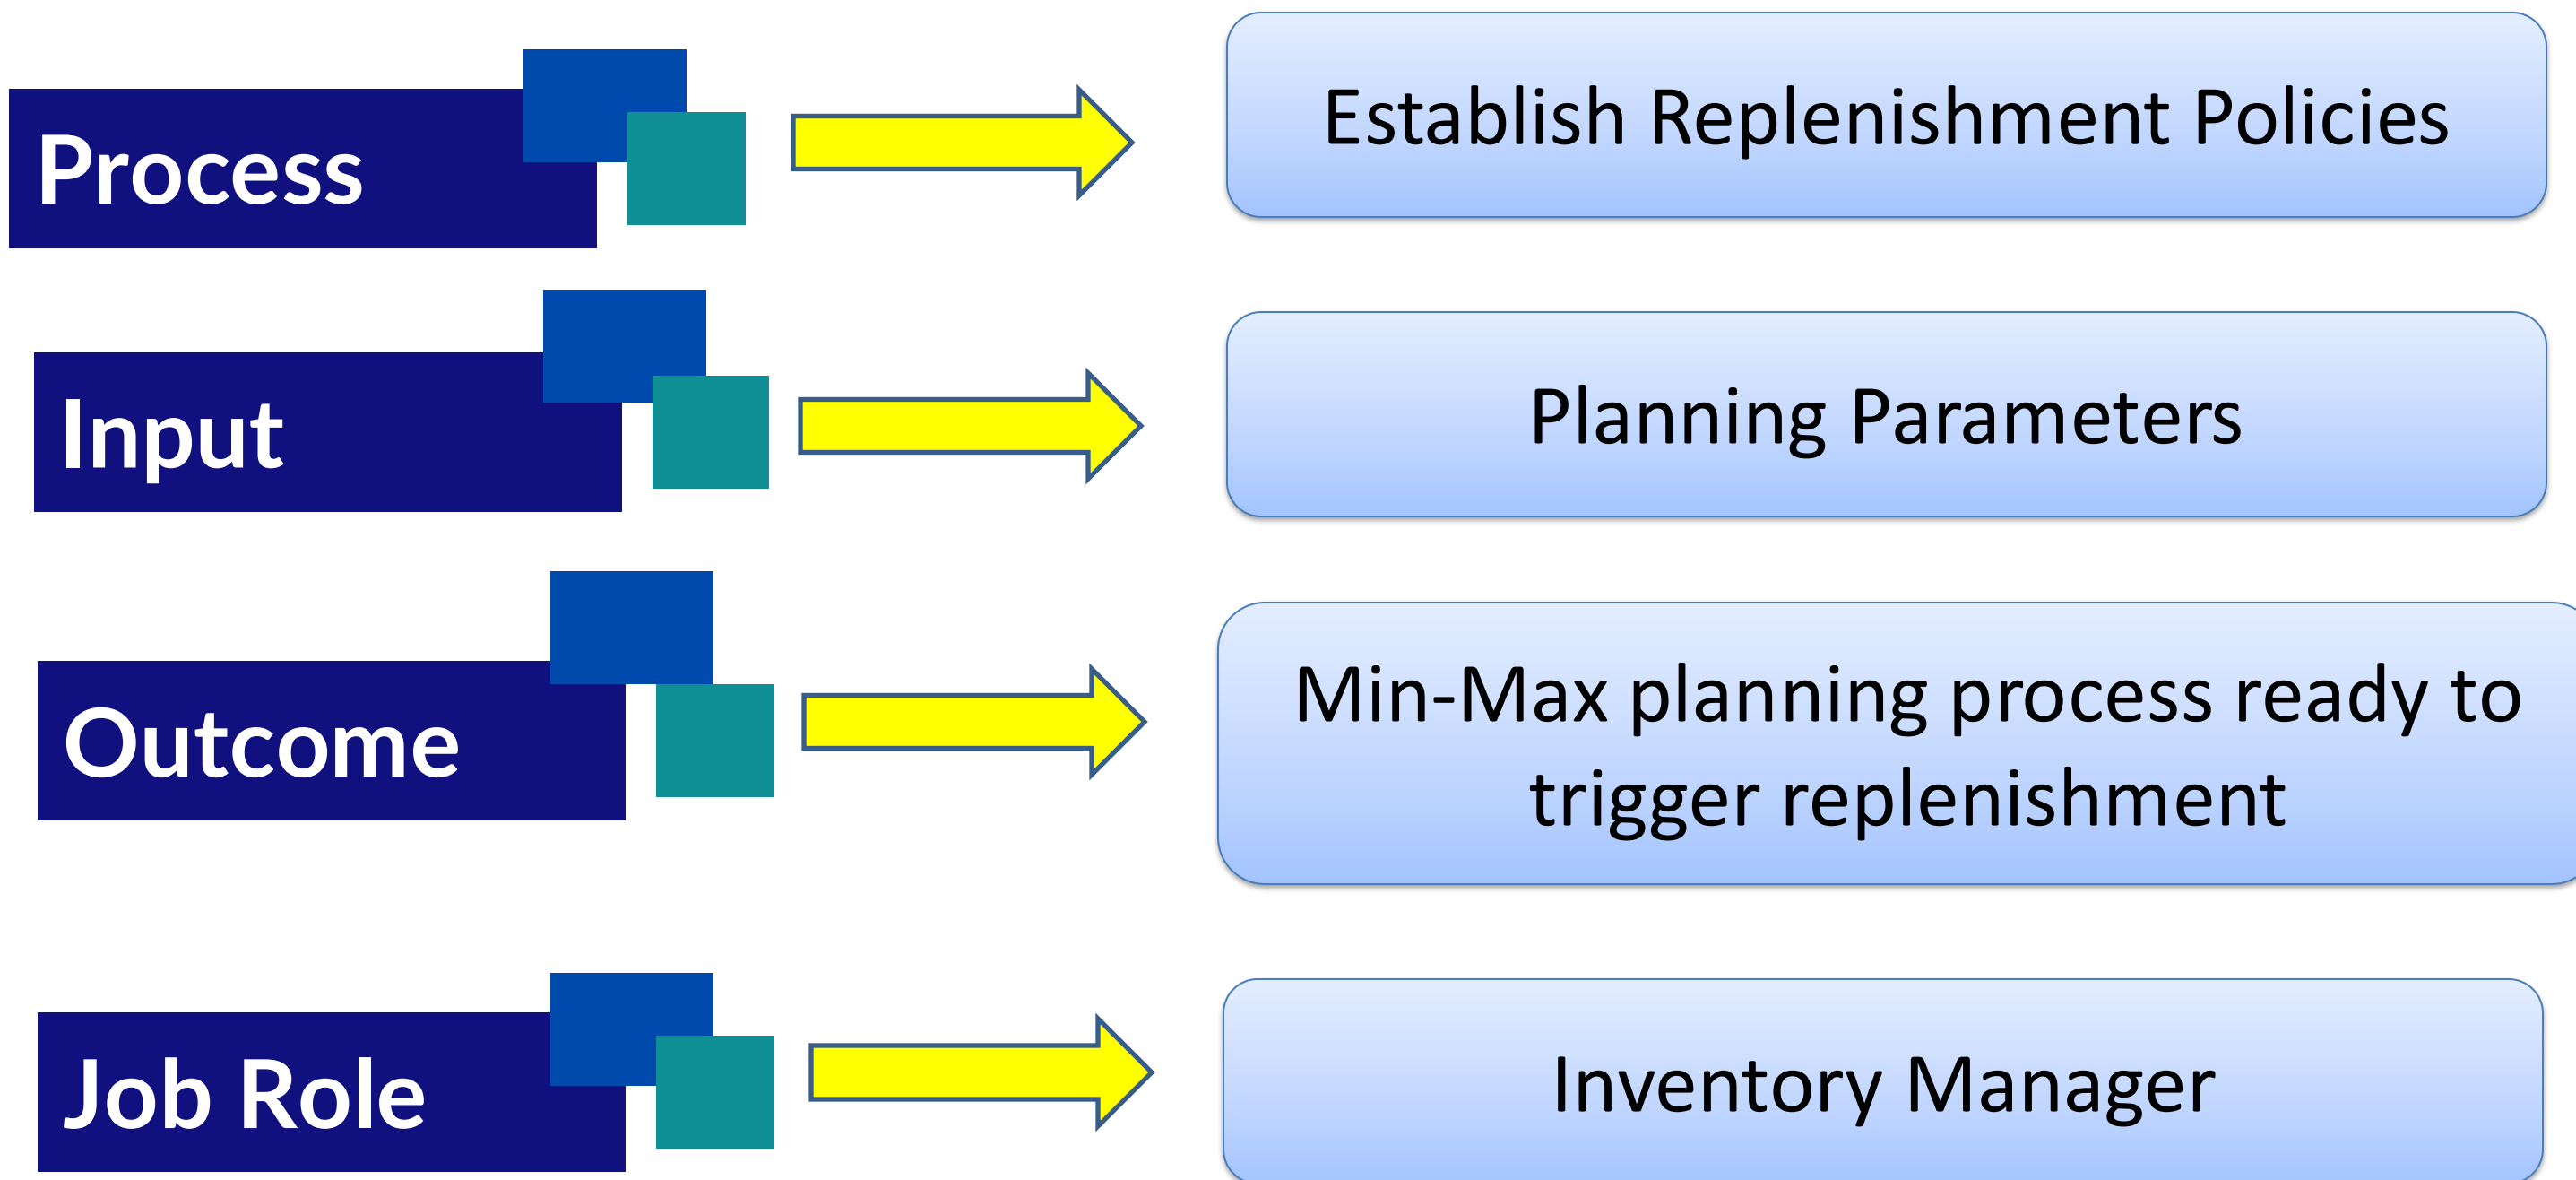 Process
Establish Replenishment Policies
Input
Planning Parameters
Outcome
Min-Max planning process ready to
trigger replenishment
Job Role
Inventory Manager